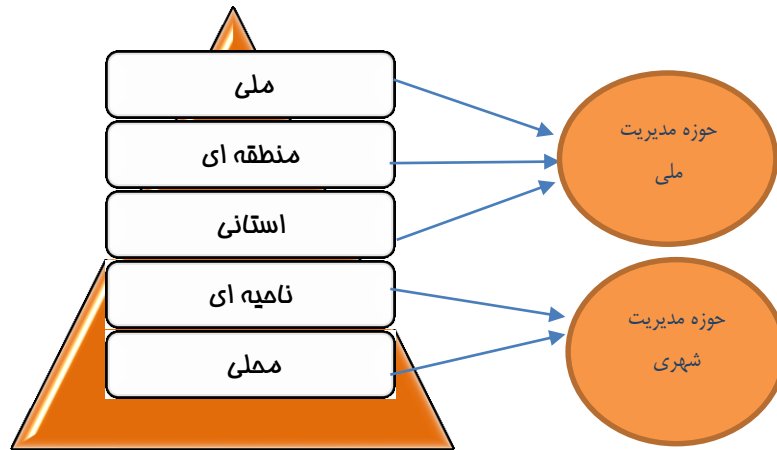 ملی
منطقه ای
استانی
ناحیه ای
محلی
حوزه مدیریت
ملی
حوزه مدیریت
شهری